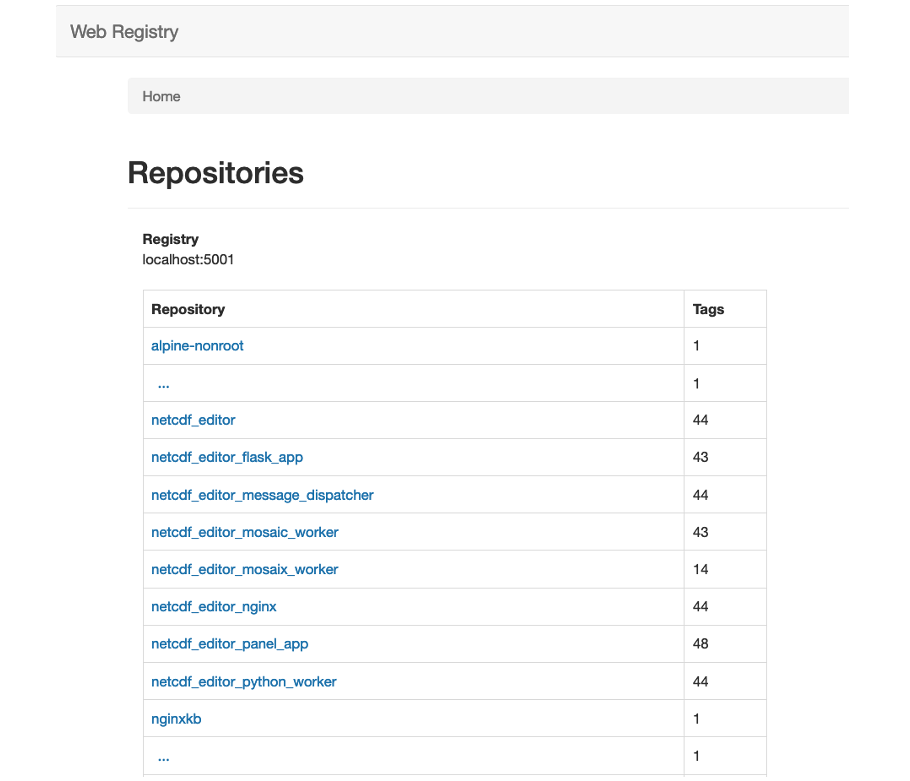 Web Registry
Home
Repositories
Registry
localhost:5001
Repository Tags
alpine-nonroot 1
... 1
netcdf_editor 44
netcdf_editor_flask_app 43
netcdf_editor_message_dispatcher 44
netcdf_editor_mosaic_worker 43
netcdf_editor_mosaix_worker 14
netcdf_editor_nginx 44
netcdf_editor_panel_app 48
netcdf_editor_python_worker 44
nginxkb 1
... 1